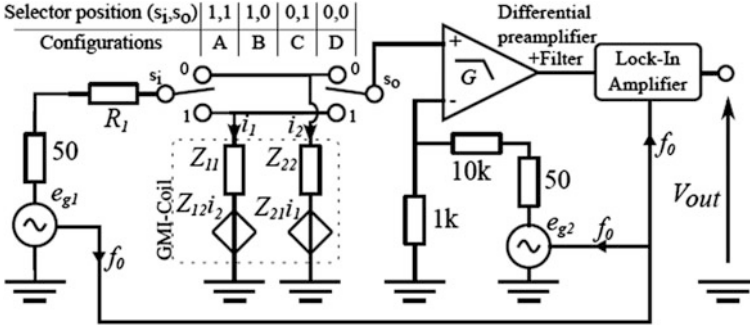 Selector position (si,so) 1,1 1,0 0,1 0,0
Configurations A B C D
Differential
preamplifier
+Filter
Lock-In
Amplifier
si
0
0
so
1
1
R1
50
eg1
f0
i1
i2
Z11
Z22
Z12i2
Z21i1
GMI-Coil
+
G
-
10k
50
1k
eg2
f0
f0
Vout